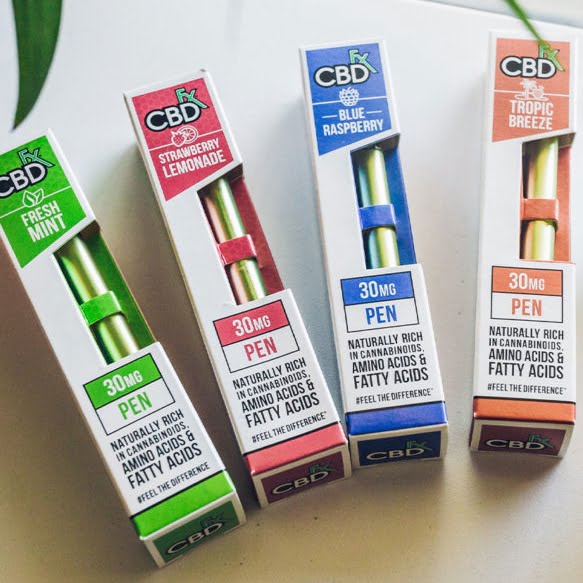 CBD FX
FRESH
MINT
30MG
PEN
NATURALLY RICH
IN CANNABINOIDS,
AMINO ACIDS &
FATTY ACIDS
#FEEL THE DIFFERENCE
CBD FX
CBD FX
STRAWBERRY
LEMONADE
30MG
PEN
NATURALLY RICH
IN CANNABINOIDS,
AMINO ACIDS &
FATTY ACIDS
#FEEL THE DIFFERENCE
CBD FX
CBD FX
BLUE
RASPBERRY
30MG
PEN
NATURALLY RICH
IN CANNABINOIDS,
AMINO ACIDS &
FATTY ACIDS
#FEEL THE DIFFERENCE
CBD FX
CBD FX
TROPIC
BREEZE
30MG
PEN
NATURALLY RICH
IN CANNABINOIDS,
AMINO ACIDS &
FATTY ACIDS
#FEEL THE DIFFERENCE
CBD FX